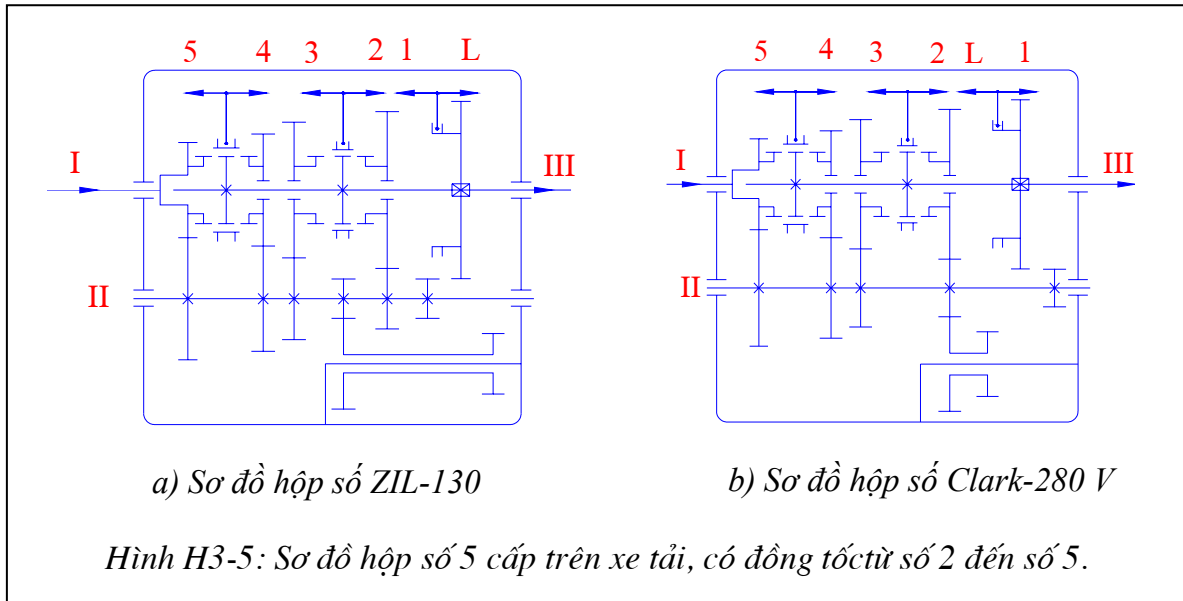 5 4 3 2 1 L
I III
II
a) Sơ đồ hộp số ZIL-130
5 4 3 2 L 1
I III
II
b) Sơ đồ hộp số Clark-280 V
Hình H3-5: Sơ đồ hộp số 5 cấp trên xe tải, có đồng tốctừ số 2 đến số 5.